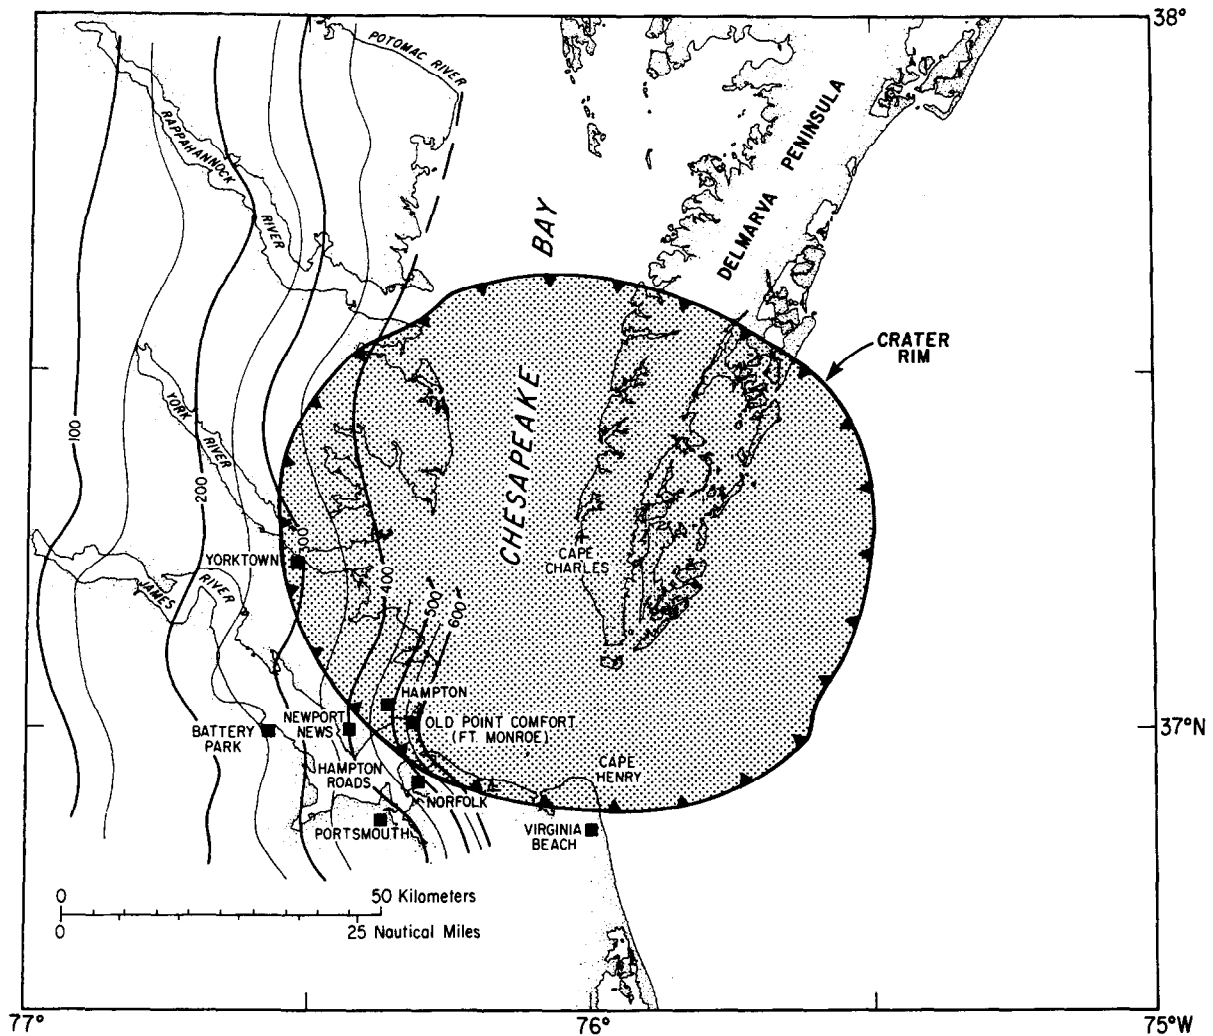 38°
POTOMAC RIVER
RAPPAHANNOCK
RIVER
DELMARVA PENINSULA
BAY
CRATER
RIM
CHESAPEAKE
100
YORK
RIVER
200
300
YORKTOWN
CAPE
CHARLES
JAMES
RIVER
400
500
600
HAMPTON
OLD POINT COMFORT
(FT. MONROE)
NEWPORT
NEWS
BATTERY
PARK
37°N
HAMPTON
ROADS
CAPE
HENRY
NORFOLK
PORTSMOUTH
VIRGINIA
BEACH
0 50 Kilometers
0 25 Nautical Miles
77° 76° 75°W